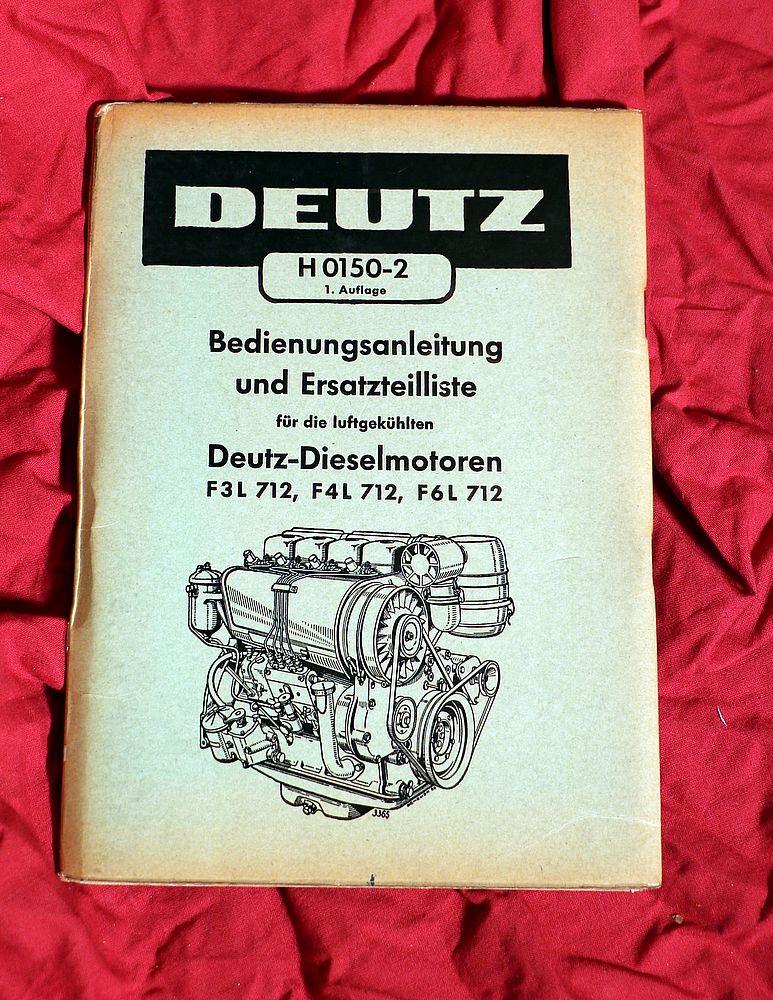 DEUTZ
H 0150-2
1. Auflage
Bedienungsanleitung
und Ersatzteilliste
für die luftgekühlten
Deutz-Dieselmotoren
F3L 712, F4L 712, F6L 712
3365